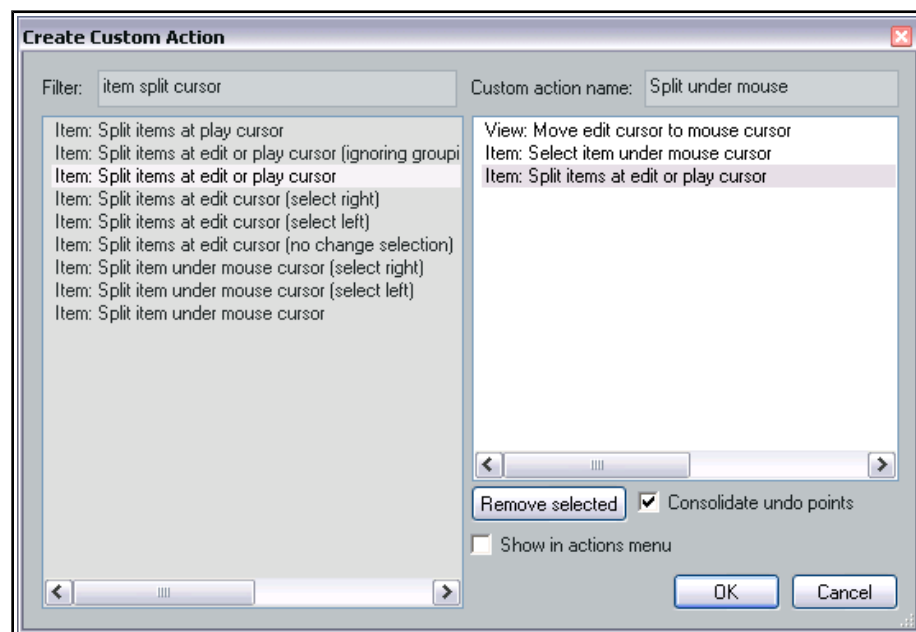 Create Custom Action
Filter: item split cursor
Custom action name: Split under mouse
Item: Split items at play cursor
Item: Split items at edit or play cursor (ignoring groupi
Item: Split items at edit or play cursor
Item: Split items at edit cursor (select right)
Item: Split items at edit cursor (select left)
Item: Split items at edit cursor (no change selection)
Item: Split item under mouse cursor (select right)
Item: Split item under mouse cursor (select left)
Item: Split item under mouse cursor
View: Move edit cursor to mouse cursor
Item: Select item under mouse cursor
Item: Split items at edit or play cursor
Remove selected
Consolidate undo points
Show in actions menu
OK
Cancel